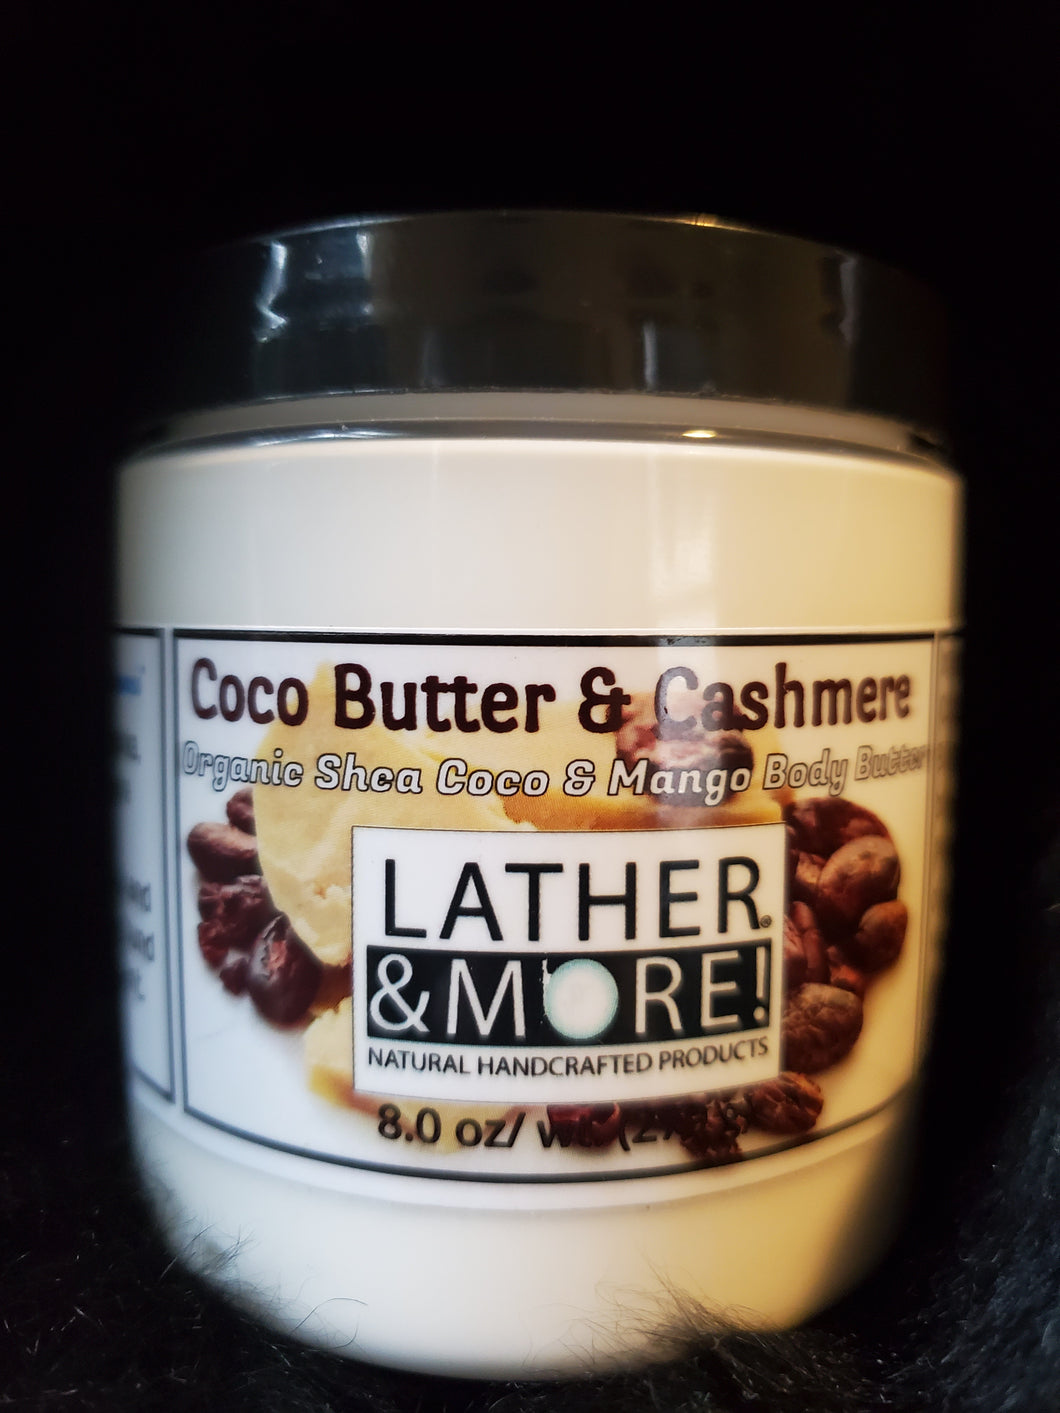 Coco Butter & Cashmere
Organic Shea Coco & Mango Body Butter
LATHER®
&MORE!
NATURAL HANDCRAFTED PRODUCTS
8.0 oz/ wt.